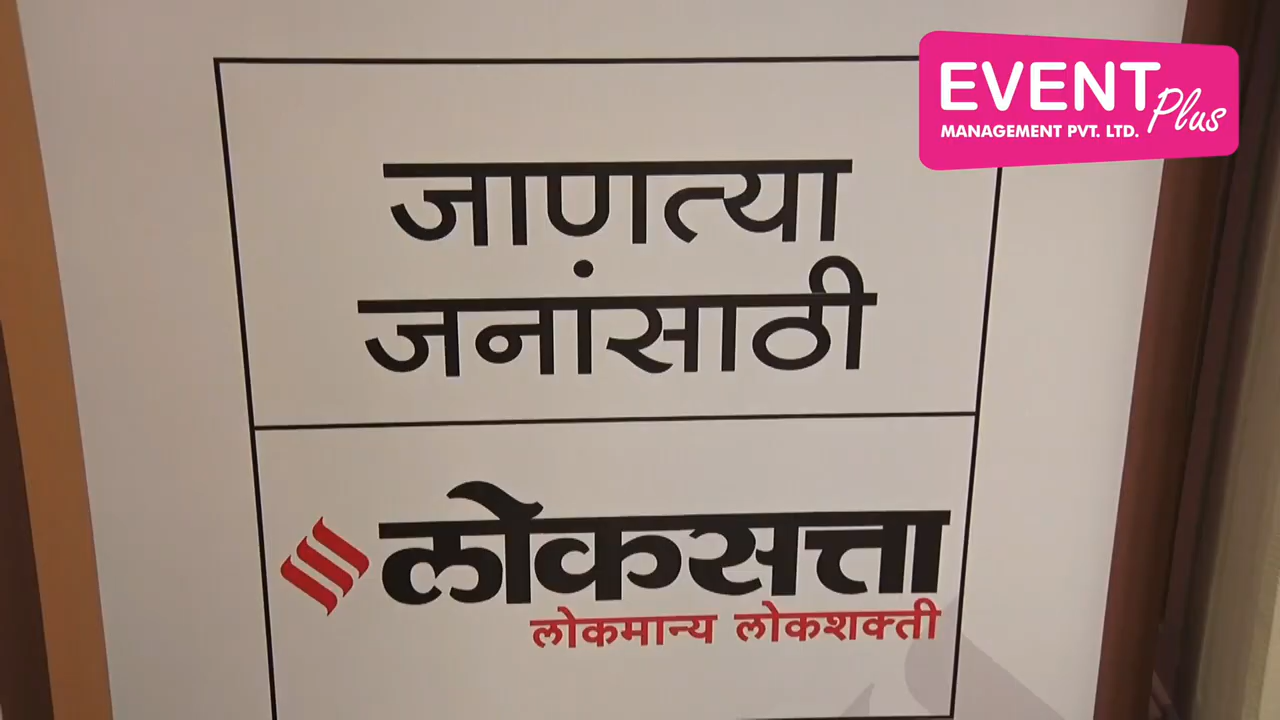 EVENT Plus
MANAGEMENT PVT. LTD.
जाणत्या
जनांसाठी
लोकसत्ता
लोकमान्य लोकशक्ती